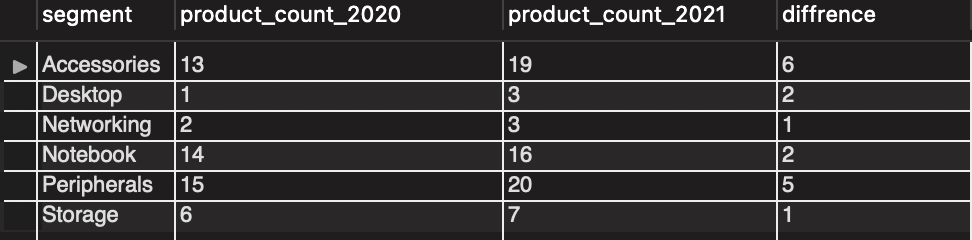 segment product_count_2020 product_count_2021 diffrence
Accessories 13 19 6
Desktop 1 3 2
Networking 2 3 1
Notebook 14 16 2
Peripherals 15 20 5
Storage 6 7 1